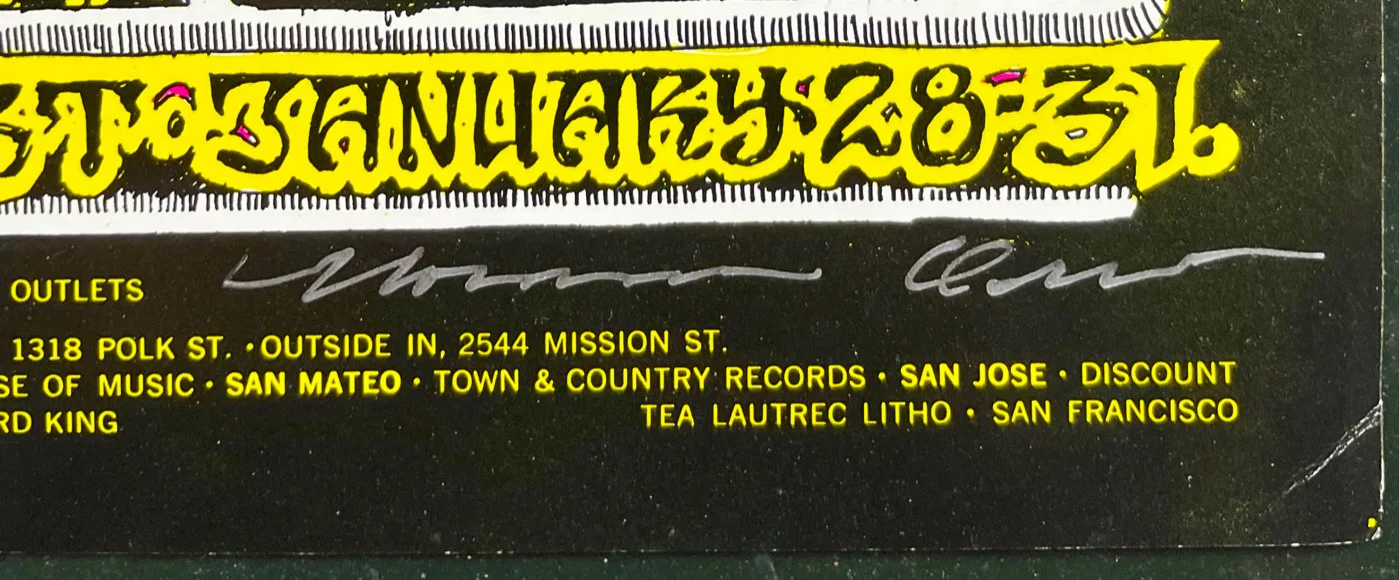 ST • JANUARY 28-31.
OUTLETS
1318 POLK ST. • OUTSIDE IN, 2544 MISSION ST.
SE OF MUSIC • SAN MATEO • TOWN & COUNTRY RECORDS • SAN JOSE • DISCOUNT
RD KING TEA LAUTREC LITHO • SAN FRANCISCO